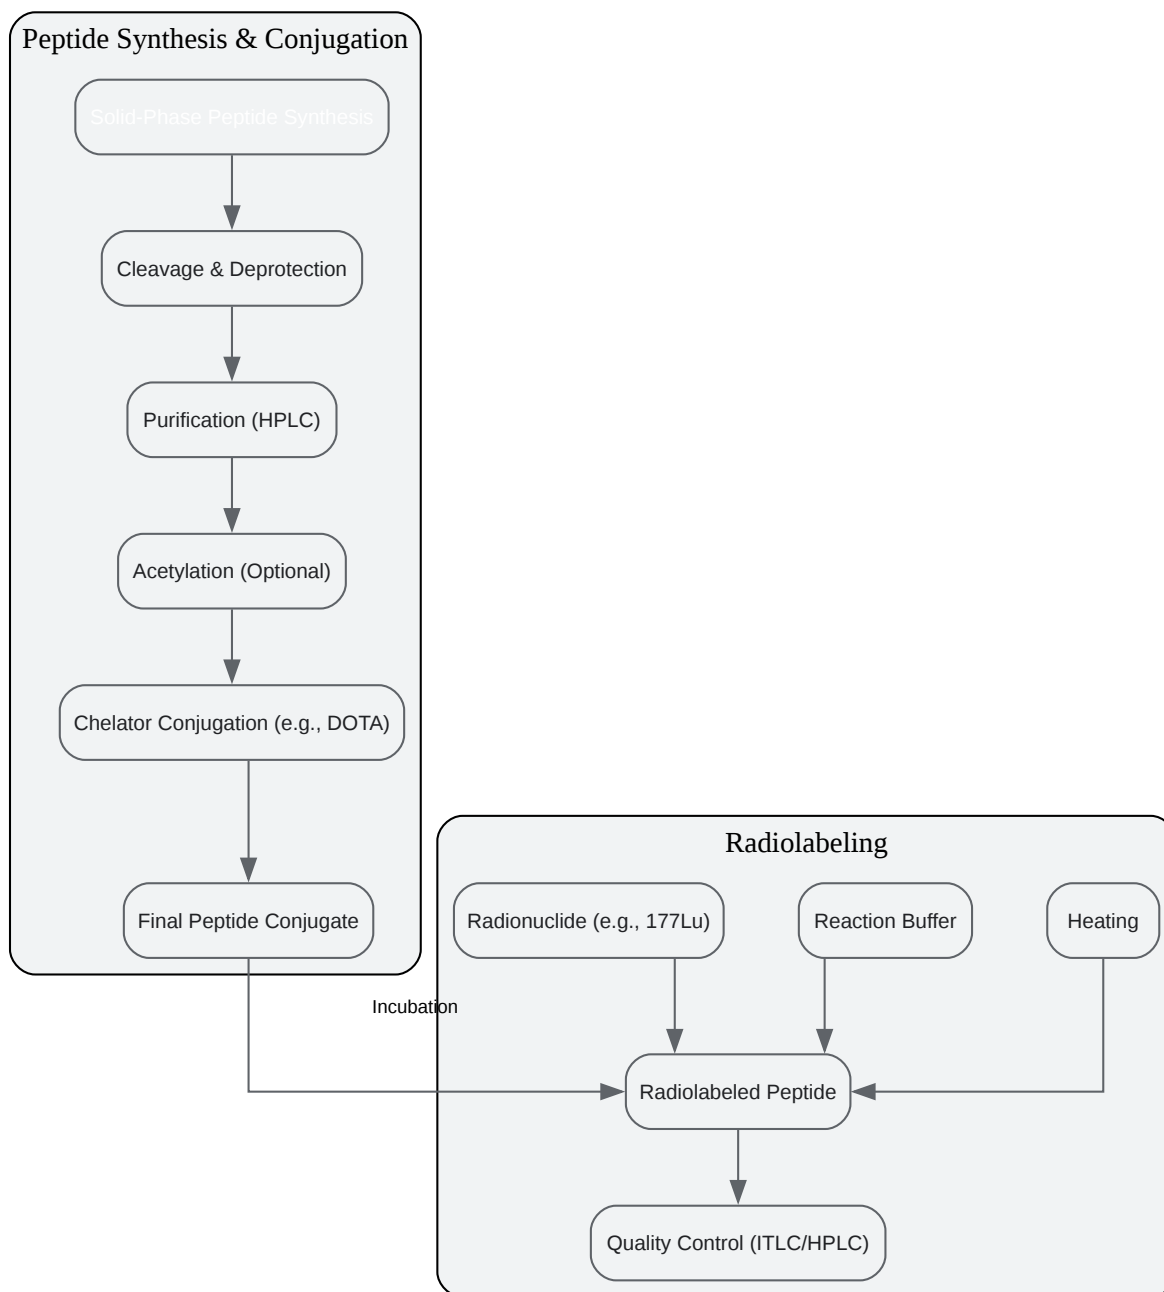 Peptide Synthesis & Conjugation
Solid-Phase Peptide Synthesis
Cleavage & Deprotection
Purification (HPLC)
Acetylation (Optional)
Chelator Conjugation (e.g., DOTA)
Final Peptide Conjugate
Incubation
Radiolabeling
Radionuclide (e.g., 177Lu)
Reaction Buffer
Heating
Radiolabeled Peptide
Quality Control (ITLC/HPLC)